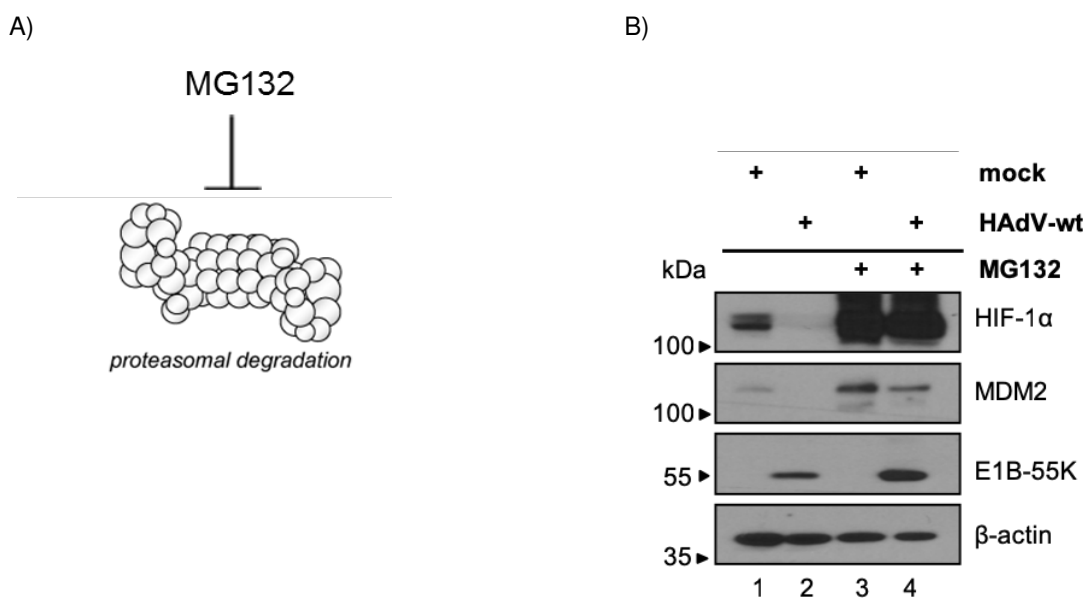 A)
MG132
proteasomal degradation
B)
+ + mock
+ + HAdV-wt
kDa + + MG132
100 HIF-1α
100 MDM2
55 E1B-55K
35 β-actin
1 2 3 4